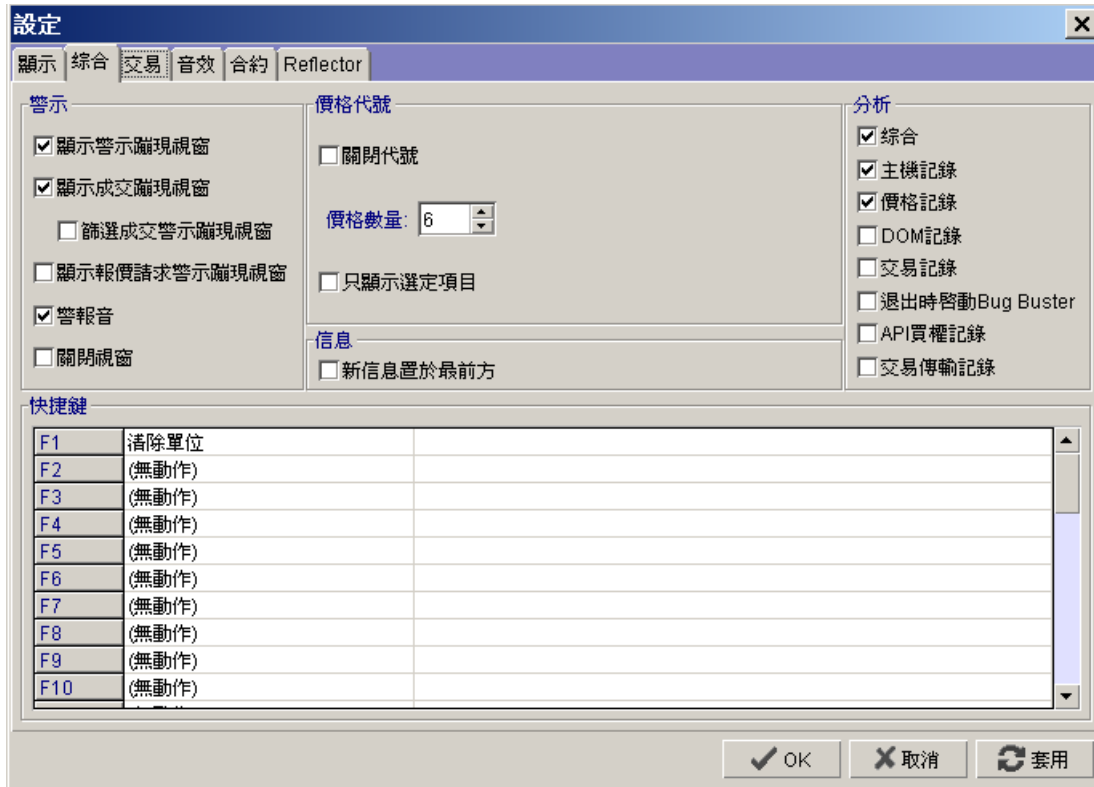 設定
顯示 綜合 交易 音效 合約 Reflector
警示
顯示警示蹦現視窗
顯示成交蹦現視窗
篩選成交警示蹦現視窗
顯示報價請求警示蹦現視窗
警報音
關閉視窗
價格代號
關閉代號
價格數量: 6
只顯示選定項目
信息
新信息置於最前方
分析
綜合
主機記錄
價格記錄
DOM記錄
交易記錄
退出時啓動Bug Buster
API買權記錄
交易傳輸記錄
快捷鍵
F1 清除單位
F2 (無動作)
F3 (無動作)
F4 (無動作)
F5 (無動作)
F6 (無動作)
F7 (無動作)
F8 (無動作)
F9 (無動作)
F10 (無動作)
OK 取消 套用